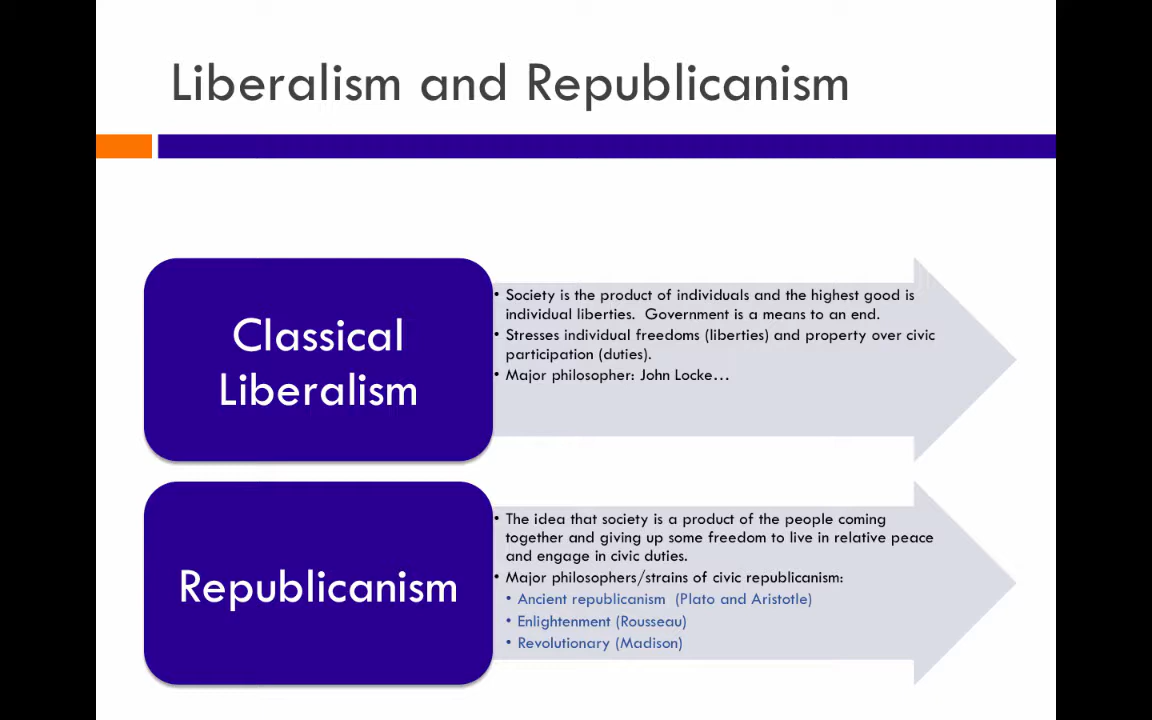 Liberalism and Republicanism
Classical
Liberalism
• Society is the product of individuals and the highest good is
individual liberties.  Government is a means to an end.
• Stresses individual freedoms (liberties) and property over civic
participation (duties).
• Major philosopher: John Locke…
Republicanism
• The idea that society is a product of the people coming
together and giving up some freedom to live in relative peace
and engage in civic duties.
• Major philosophers/strains of civic republicanism:
• Ancient republicanism  (Plato and Aristotle)
• Enlightenment (Rousseau)
• Revolutionary (Madison)